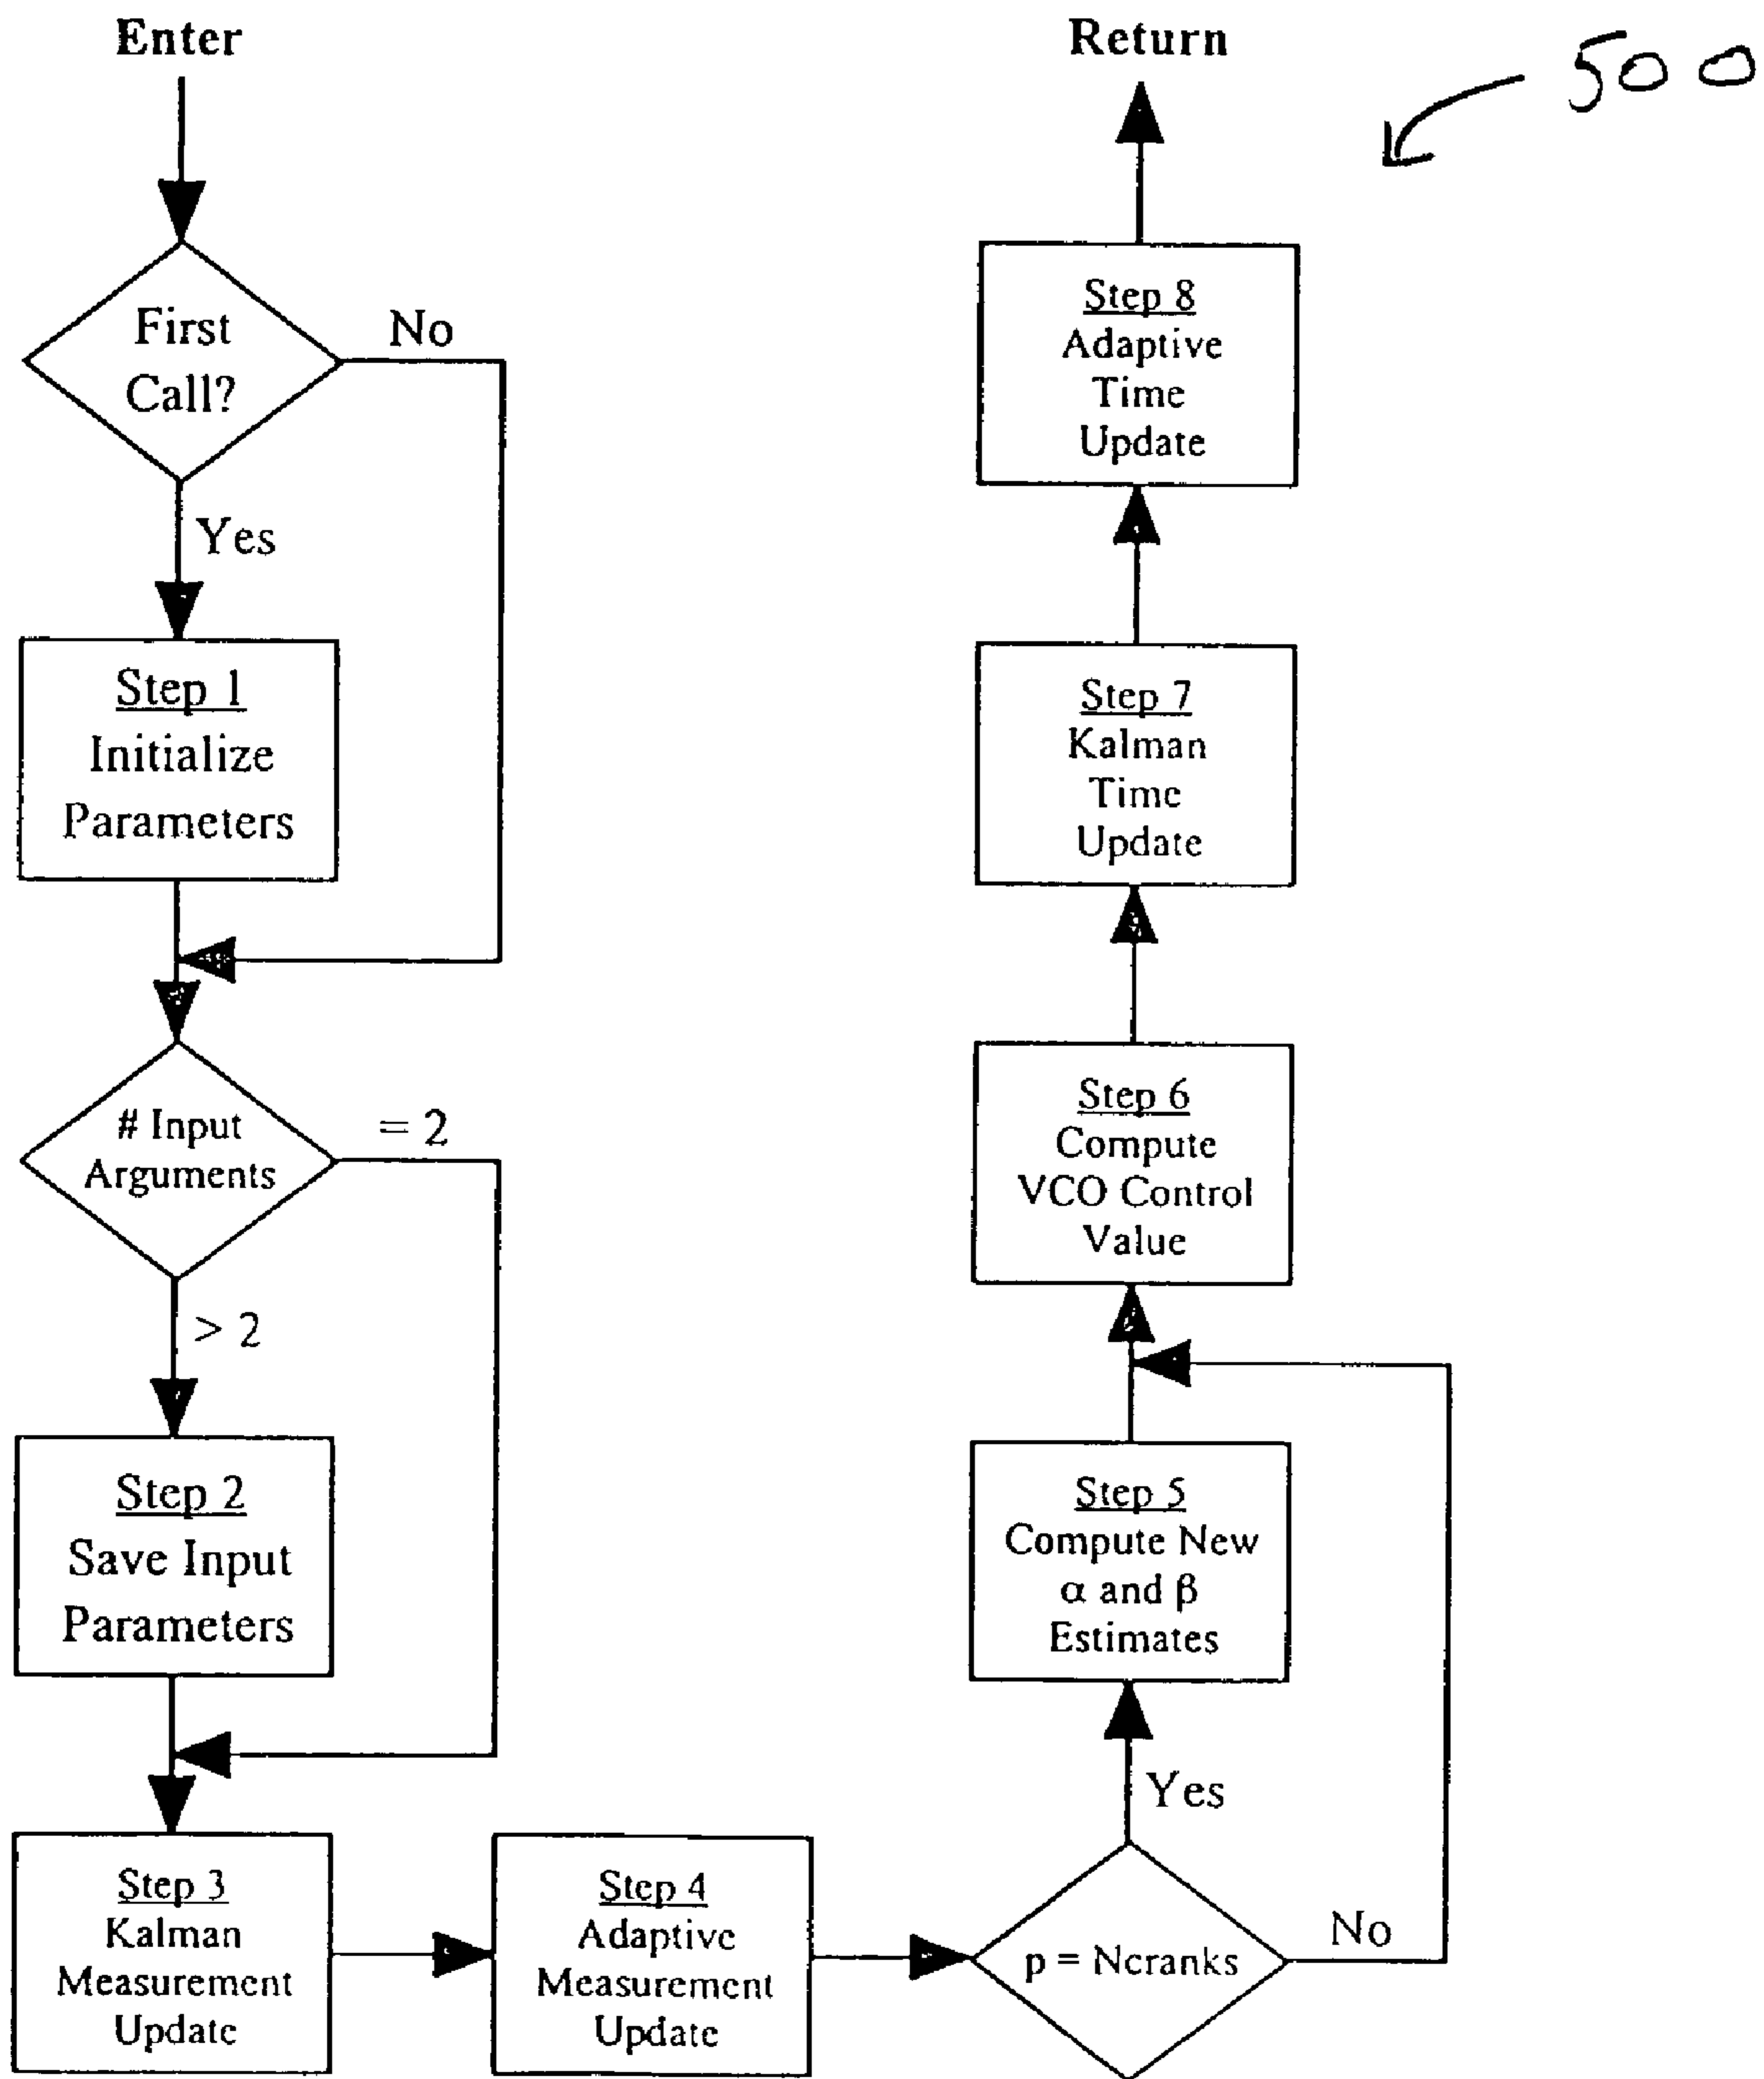 Enter
First
Call?
No
Yes
Step 1
Initialize
Parameters
# Input
Arguments
= 2
> 2
Step 2
Save Input
Parameters
Step 3
Kalman
Measurement
Update
Step 4
Adaptive
Measurement
Update
p = Ncranks
No
Yes
Step 5
Compute New
α and β
Estimates
Step 6
Compute
VCO Control
Value
Step 7
Kalman
Time
Update
Step 8
Adaptive
Time
Update
Return
500